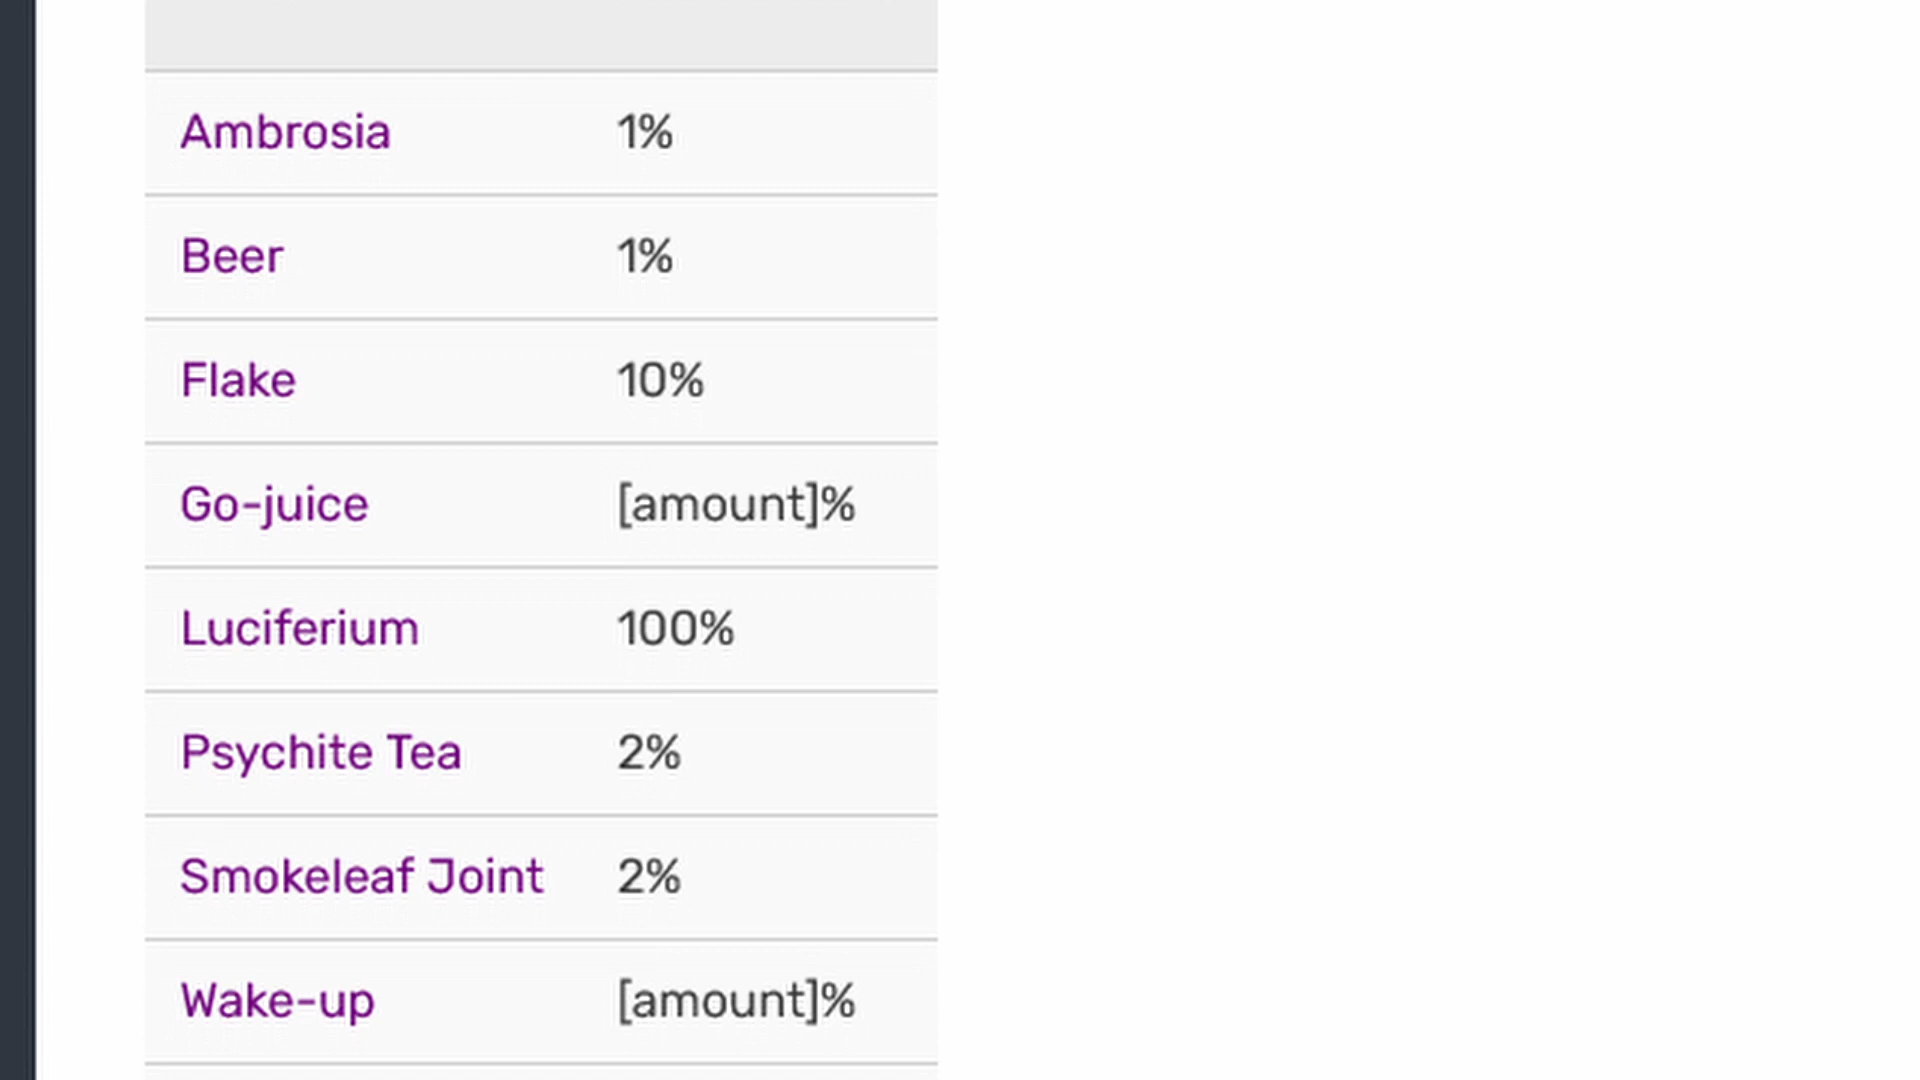 Ambrosia 1%
Beer 1%
Flake 10%
Go-juice [amount]%
Luciferium 100%
Psychite Tea 2%
Smokeleaf Joint 2%
Wake-up [amount]%